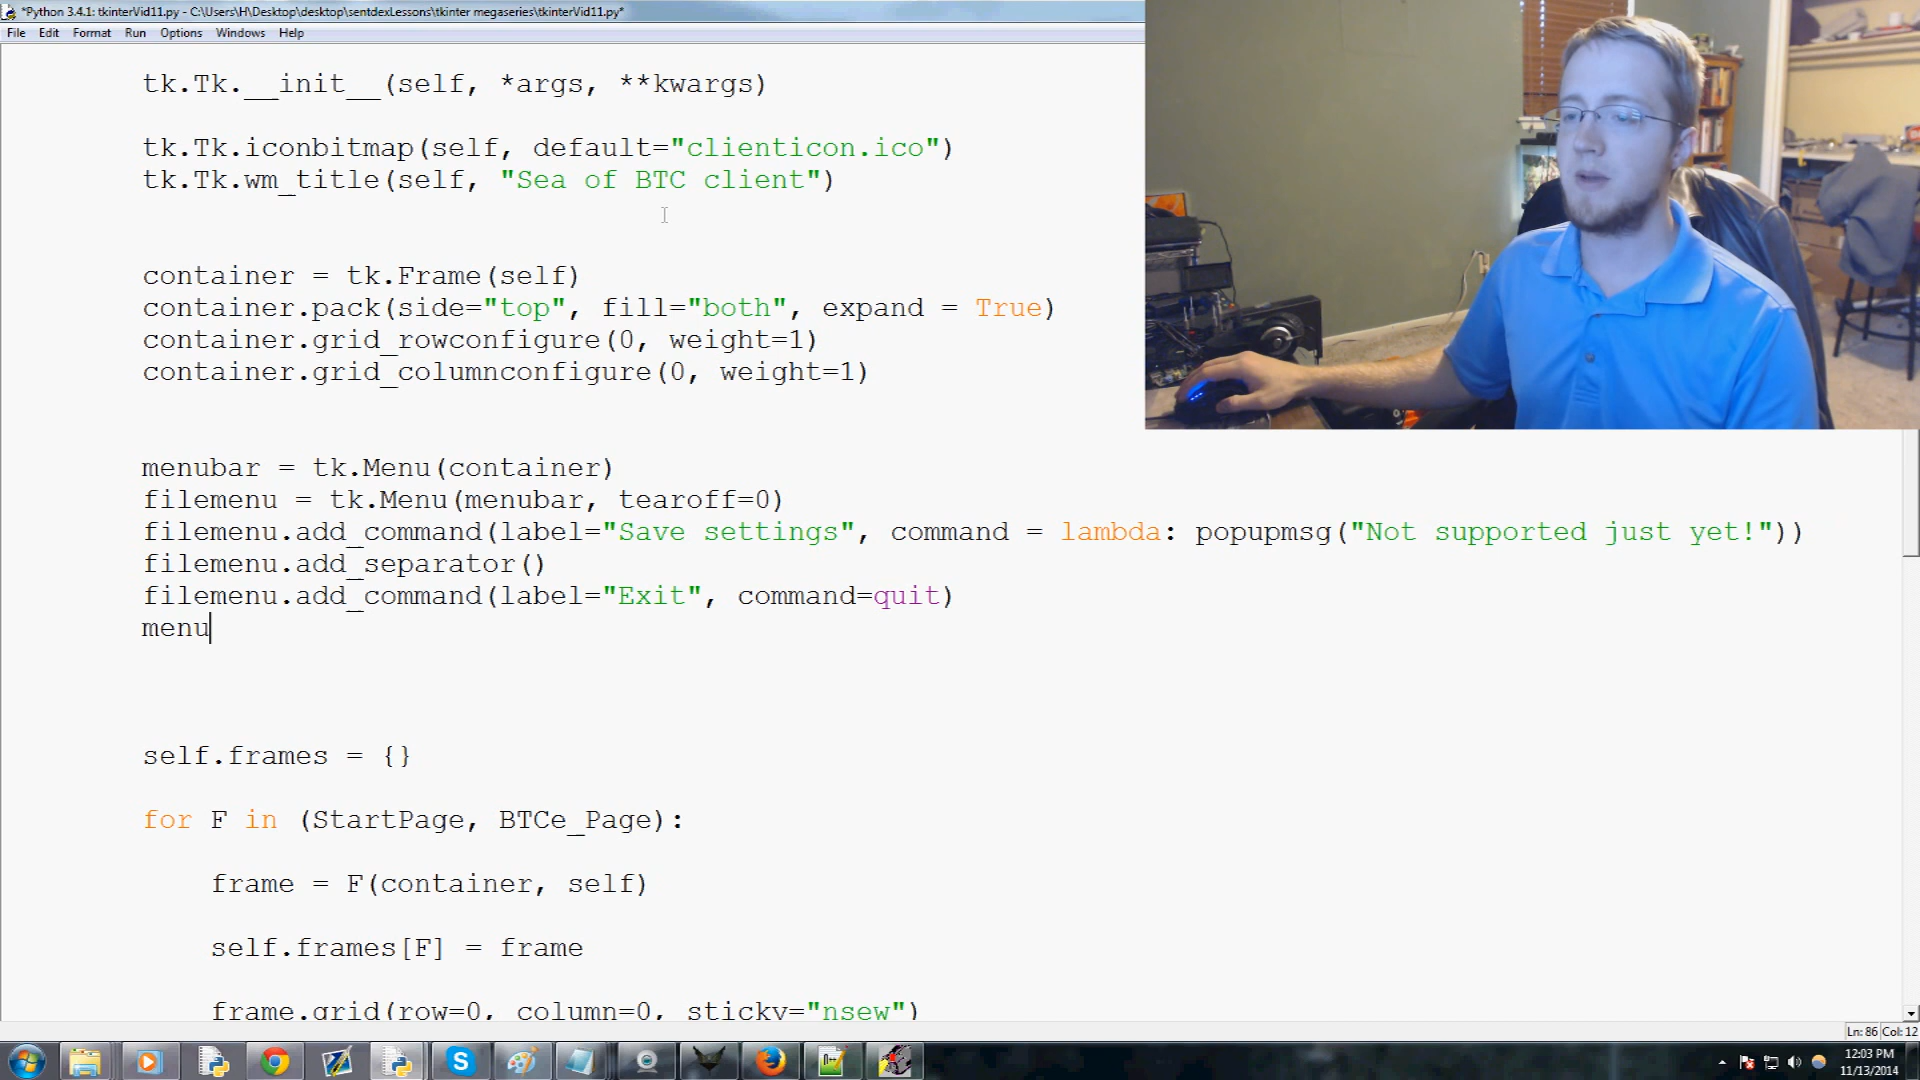 *Python 3.4.1: tkinterVid11.py - C:\Users\H\Desktop\desktop\sentdexLessons\tkinter megaseries\tkinterVid11.py*
File Edit Format Run Options Windows Help
tk.Tk.__init__(self, *args, **kwargs)
tk.Tk.iconbitmap(self, default="clienticon.ico")
tk.Tk.wm_title(self, "Sea of BTC client")
container = tk.Frame(self)
container.pack(side="top", fill="both", expand = True)
container.grid_rowconfigure(0, weight=1)
container.grid_columnconfigure(0, weight=1)
menubar = tk.Menu(container)
filemenu = tk.Menu(menubar, tearoff=0)
filemenu.add_command(label="Save settings", command = lambda: popupmsg("Not supported just yet!"))
filemenu.add_separator()
filemenu.add_command(label="Exit", command=quit)
menu
self.frames = {}
for F in (StartPage, BTCe_Page):
frame = F(container, self)
self.frames[F] = frame
frame.grid(row=0, column=0, sticky="nsew")
Ln: 86 Col: 12
12:03 PM
11/13/2014